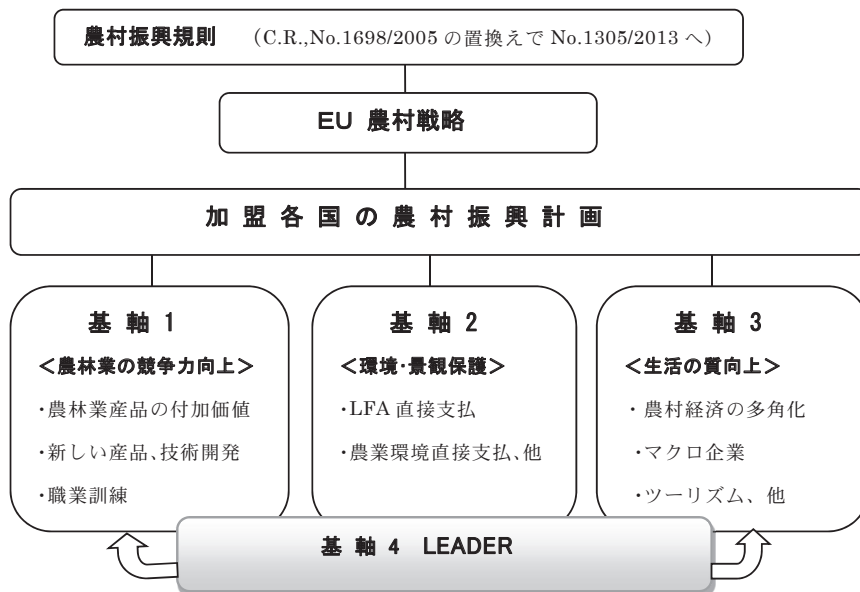 農村振興規則 （C.R.,No.1698/2005 の置換えで No.1305/2013 へ）
EU 農村戦略
加盟各国の農村振興計画
基軸 1
＜農林業の競争力向上＞
・農林業産品の付加価値
・新しい産品、技術開発
・職業訓練
基軸 2
＜環境・景観保護＞
・LFA 直接支払
・農業環境直接支払、他
基軸 3
＜生活の質向上＞
・農村経済の多角化
・マクロ企業
・ツーリズム、他
基軸 4 LEADER